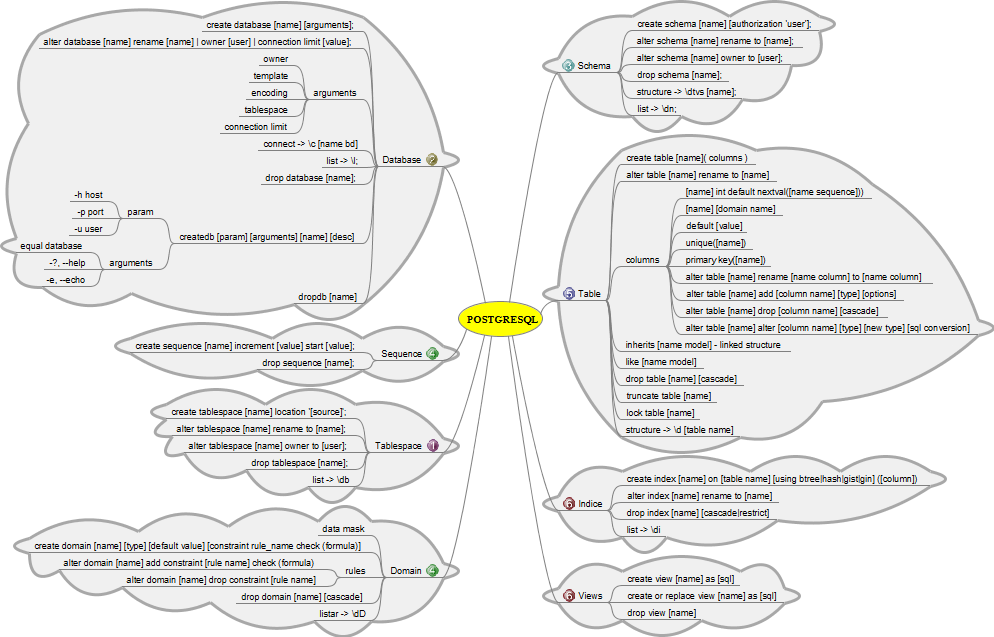 POSTGRESQL
Database
create database [name] [arguments];
alter database [name] rename [name] | owner [user] | connection limit [value];
arguments
owner
template
encoding
tablespace
connection limit
connect -> \c [name bd]
list -> \l;
drop database [name];
createdb [param] [arguments] [name] [desc]
param
-h host
-p port
-u user
arguments
equal database
-?, --help
-e, --echo
dropdb [name]
Sequence
4
create sequence [name] increment [value] start [value];
drop sequence [name];
Tablespace
1
create tablespace [name] location '[source]';
alter tablespace [name] rename to [name];
alter tablespace [name] owner to [user];
drop tablespace [name];
list -> \db
Domain
4
data mask
create domain [name] [type] [default value] [constraint rule_name check (formula)]
rules
alter domain [name] add constraint [rule name] check (formula)
alter domain [name] drop constraint [rule name]
drop domain [name] [cascade]
listar -> \dD
3
Schema
create schema [name] [authorization 'user'];
alter schema [name] rename to [name];
alter schema [name] owner to [user];
drop schema [name];
structure -> \dtvs [name];
list -> \dn;
5
Table
create table [name]( columns )
alter table [name] rename to [name]
columns
[name] int default nextval([name sequence]))
[name] [domain name]
default [value]
unique([name])
primary key([name])
alter table [name] rename [name column] to [name column]
alter table [name] add [column name] [type] [options]
alter table [name] drop [column name] [cascade]
alter table [name] alter [column name] [type] [new type] [sql conversion]
inherits [name model] - linked structure
like [name model]
drop table [name] [cascade]
truncate table [name]
lock table [name]
structure -> \d [table name]
6
Indice
create index [name] on [table name] [using btree|hash|gist|gin] ([column])
alter index [name] rename to [name]
drop index [name] [cascade|restrict]
list -> \di
6
Views
create view [name] as [sql]
create or replace view [name] as [sql]
drop view [name]